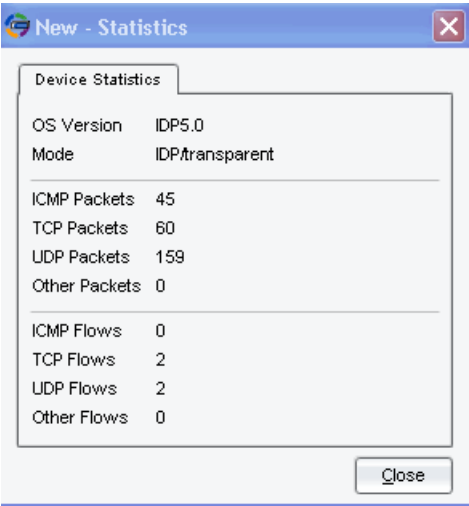 New - Statistics
Device Statistics
OS Version IDP5.0
Mode IDP/transparent
ICMP Packets 45
TCP Packets 60
UDP Packets 159
Other Packets 0
ICMP Flows 0
TCP Flows 2
UDP Flows 2
Other Flows 0
Close